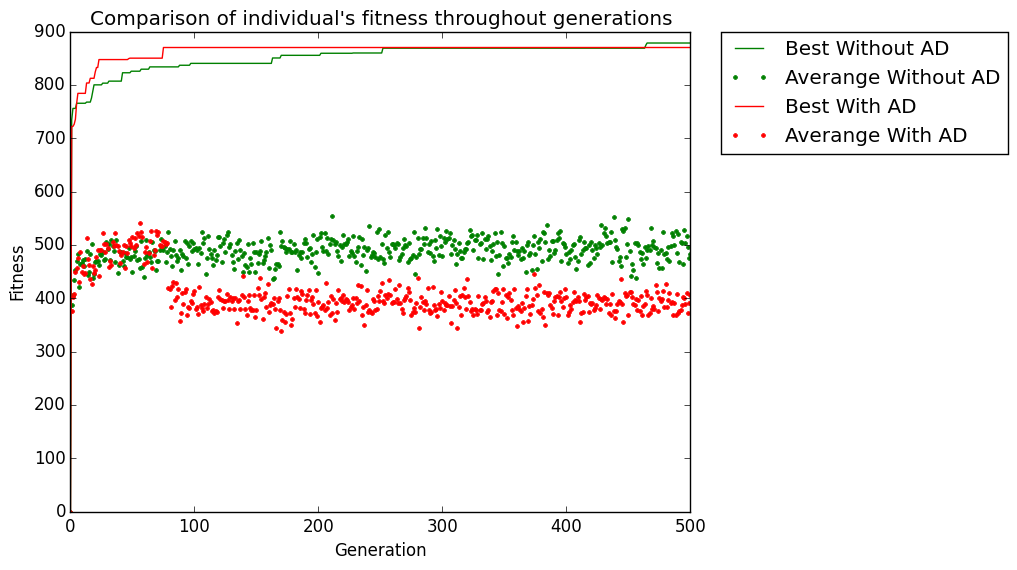 Comparison of individual's fitness throughout generations
900
800
700
600
500
400
300
200
100
0
Fitness
0 100 200 300 400 500
Generation
Best Without AD
Averange Without AD
Best With AD
Averange With AD